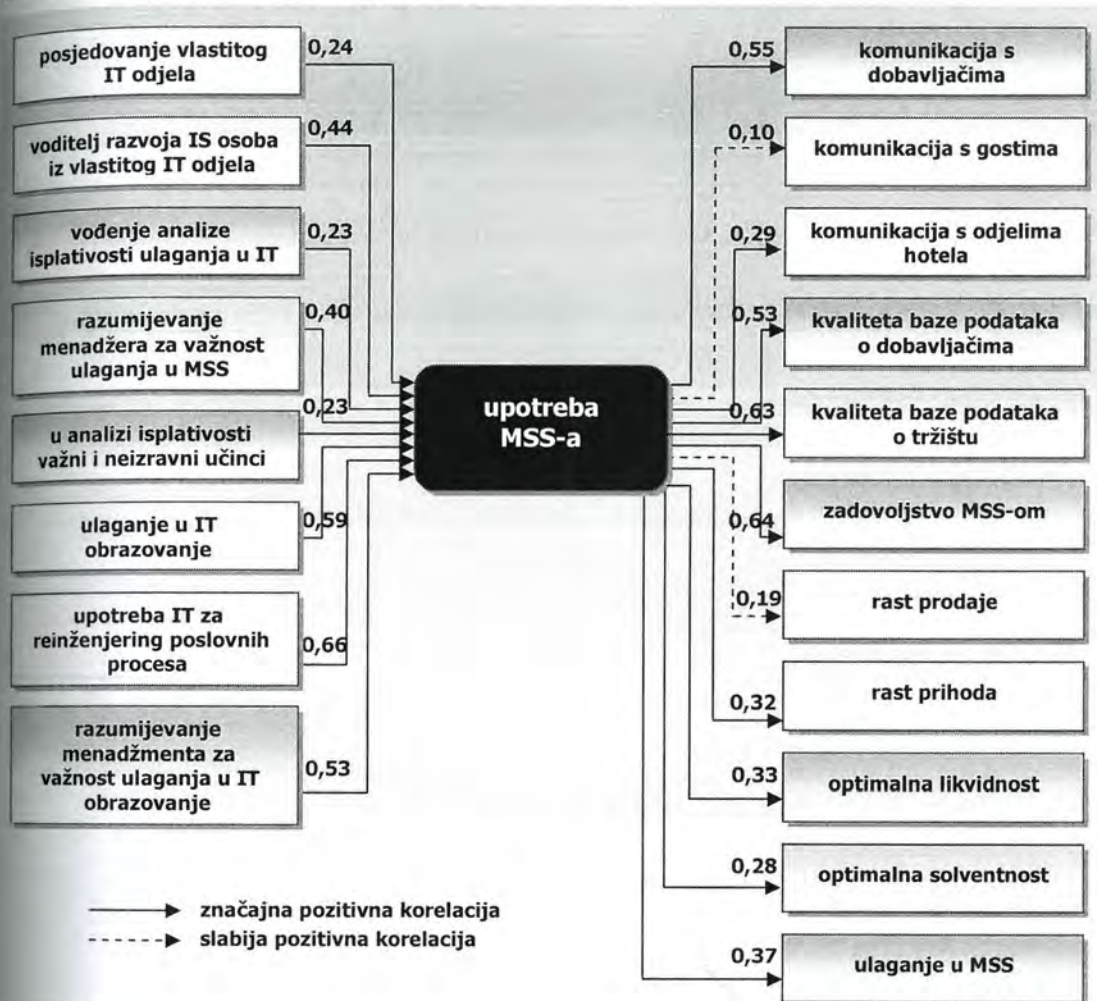 posjedovanje vlastitog
IT odjela
0,24
voditelj razvoja IS osoba
iz vlastitog IT odjela
0,44
vođenje analize
isplativosti ulaganja u IT
0,23
razumijevanje
menadžera za važnost
ulaganja u MSS
0,40
u analizi isplativosti
važni i neizravni učinci
0,23
ulaganje u IT
obrazovanje
0,59
upotreba IT za
reinženjering poslovnih
procesa
0,66
razumijevanje
menadžmenta za
važnost ulaganja u IT
obrazovanje
0,53
upotreba
MSS-a
0,55
komunikacija s
dobavljačima
0,10
komunikacija s gostima
0,29
komunikacija s odjelima
hotela
0,53
kvaliteta baze podataka
o dobavljačima
0,63
kvaliteta baze podataka
o tržištu
0,64
zadovoljstvo MSS-om
0,19
rast prodaje
0,32
rast prihoda
0,33
optimalna likvidnost
0,28
optimalna solventnost
0,37
ulaganje u MSS
značajna pozitivna korelacija
slabija pozitivna korelacija